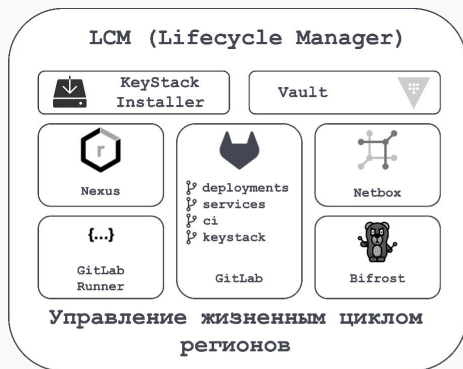 LCM (Lifecycle Manager)
KeyStack
Installer
Vault
r
Nexus
deployments
services
ci
keystack
GitLab
Netbox
{...}
GitLab
Runner
Bifrost
Управление жизненным циклом
регионов